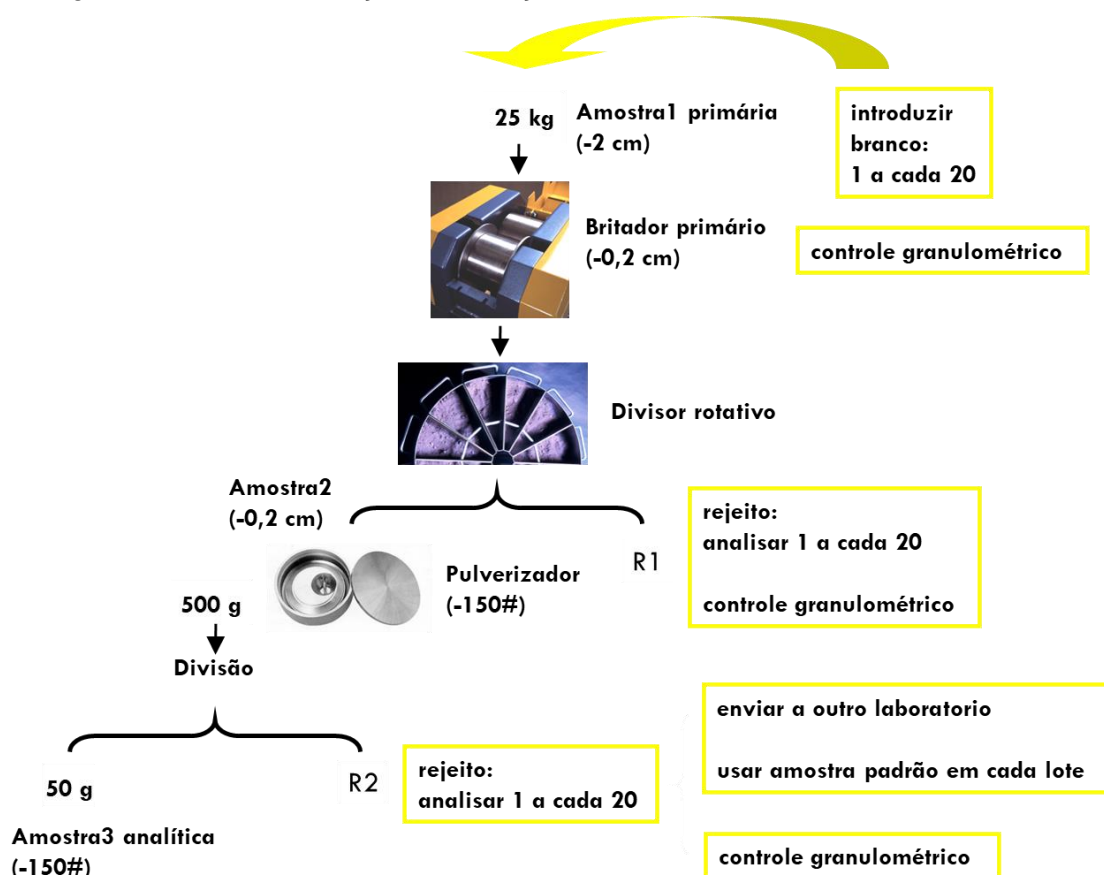 25 kg
Amostra1 primária
(-2 cm)
introduzir
branco:
1 a cada 20
Britador primário
(-0,2 cm)
controle granulométrico
Divisor rotativo
Amostra2
(-0,2 cm)
Pulverizador
(-150#)
R1
rejeito:
analisar 1 a cada 20
controle granulométrico
500 g
Divisão
50 g
Amostra3 analítica
(-150#)
R2
rejeito:
analisar 1 a cada 20
enviar a outro laboratorio
usar amostra padrão em cada lote
controle granulométrico